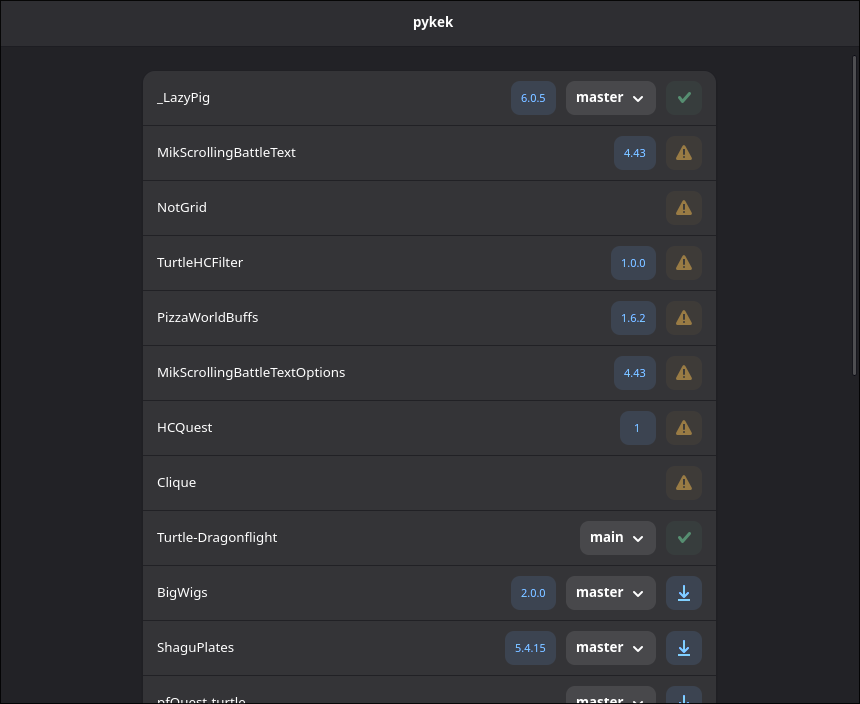 pykek
_LazyPig 6.0.5 master
MikScrollingBattleText 4.43
NotGrid
TurtleHCFilter 1.0.0
PizzaWorldBuffs 1.6.2
MikScrollingBattleTextOptions 4.43
HCQuest 1
Clique
Turtle-Dragonflight main
BigWigs 2.0.0 master
ShaguPlates 5.4.15 master
pfQuest-turtle master